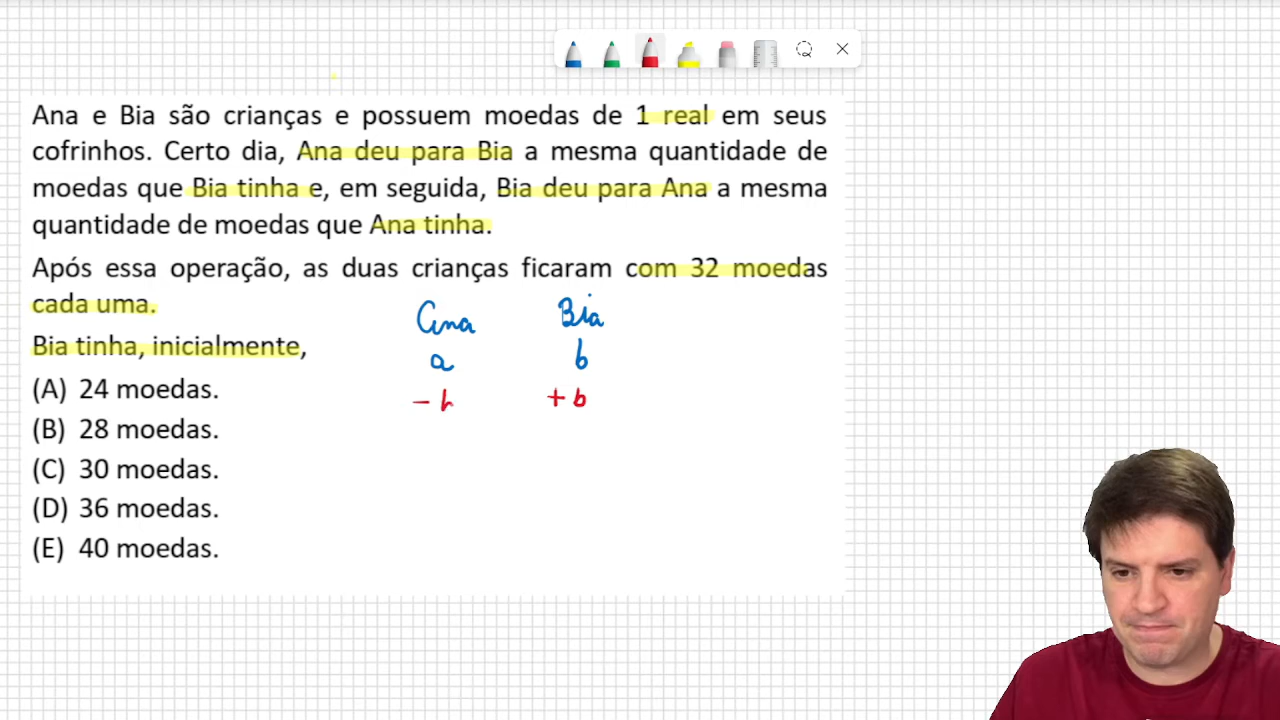 Ana e Bia são crianças e possuem moedas de 1 real em seus
cofrinhos. Certo dia, Ana deu para Bia a mesma quantidade de
moedas que Bia tinha e, em seguida, Bia deu para Ana a mesma
quantidade de moedas que Ana tinha.
Após essa operação, as duas crianças ficaram com 32 moedas
cada uma.
Ana Bia
Bia tinha, inicialmente,
a b
(A) 24 moedas.
- b + b
(B) 28 moedas.
(C) 30 moedas.
(D) 36 moedas.
(E) 40 moedas.